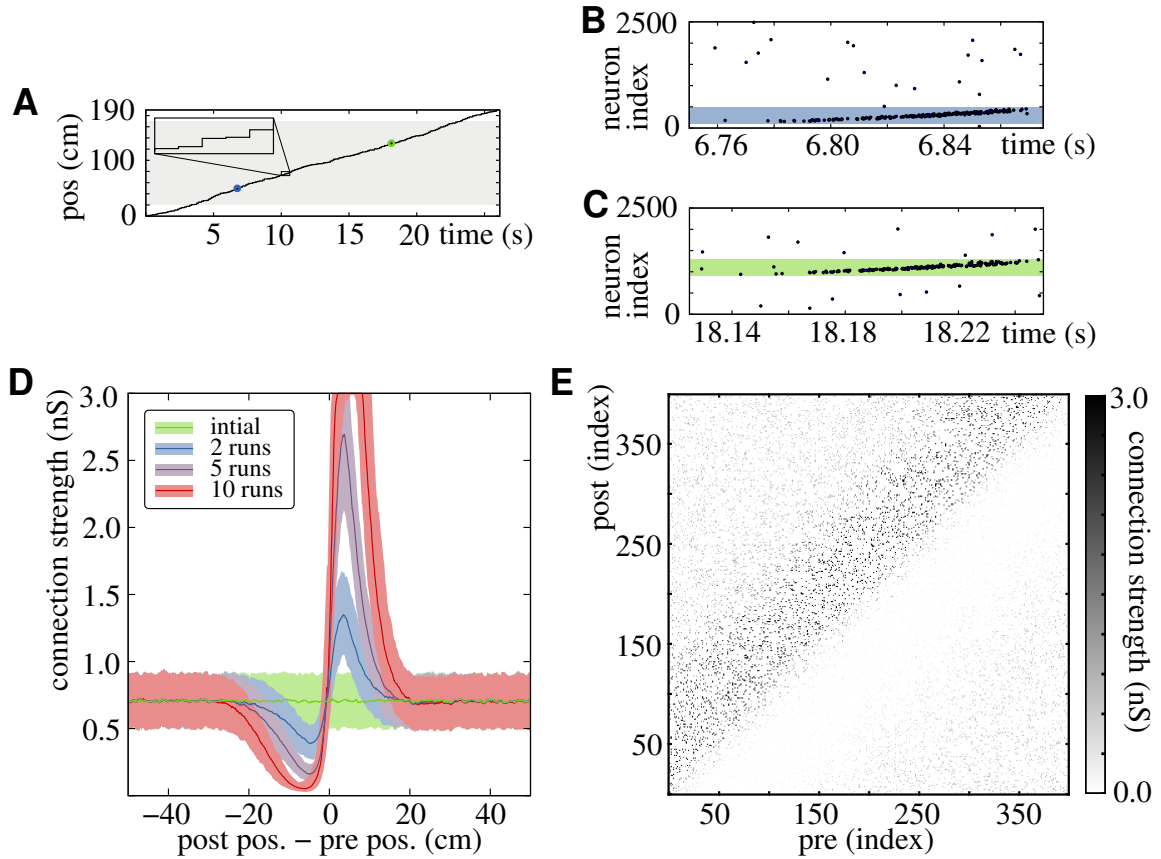 A
pos (cm)
190
100
0
5 10 15 20 time (s)
B
neuron
index
2500
0
6.76 6.80 6.84 time (s)
C
neuron
index
2500
0
18.14 18.18 18.22 time (s)
D
connection strength (nS)
3.0
2.5
2.0
1.5
1.0
0.5
intial
2 runs
5 runs
10 runs
−40 −20 0 20 40
post pos. − pre pos. (cm)
E
post (index)
350
250
150
50
50 150 250 350
pre (index)
3.0
connection strength (nS)
0.0